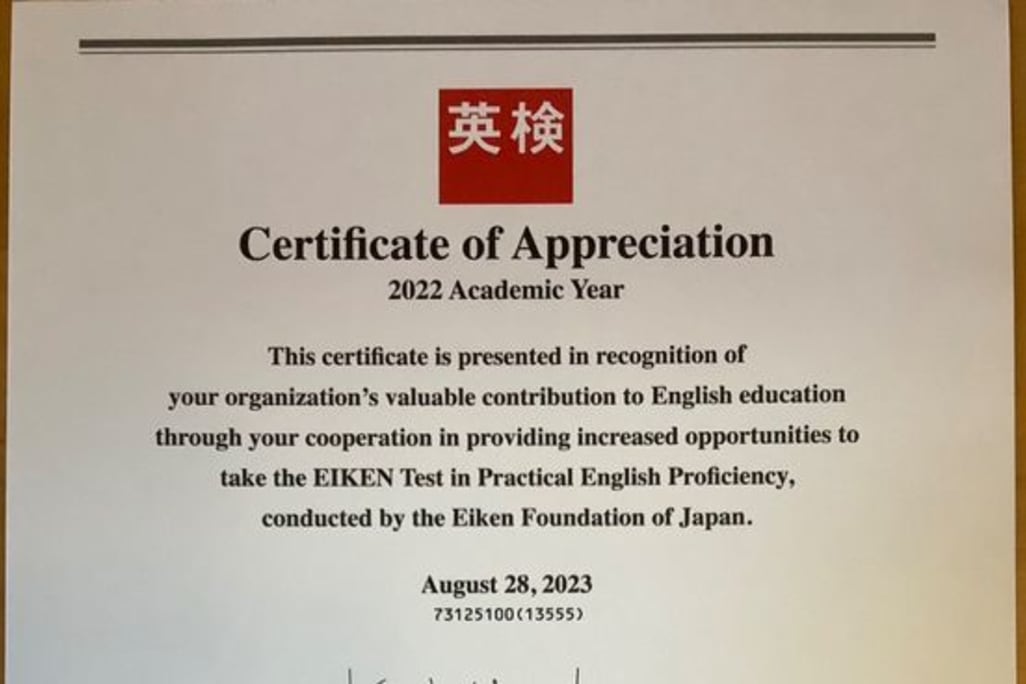 英検
Certificate of Appreciation
2022 Academic Year
This certificate is presented in recognition of
your organization's valuable contribution to English education
through your cooperation in providing increased opportunities to
take the EIKEN Test in Practical English Proficiency,
conducted by the Eiken Foundation of Japan.
August 28, 2023
73125100(13555)